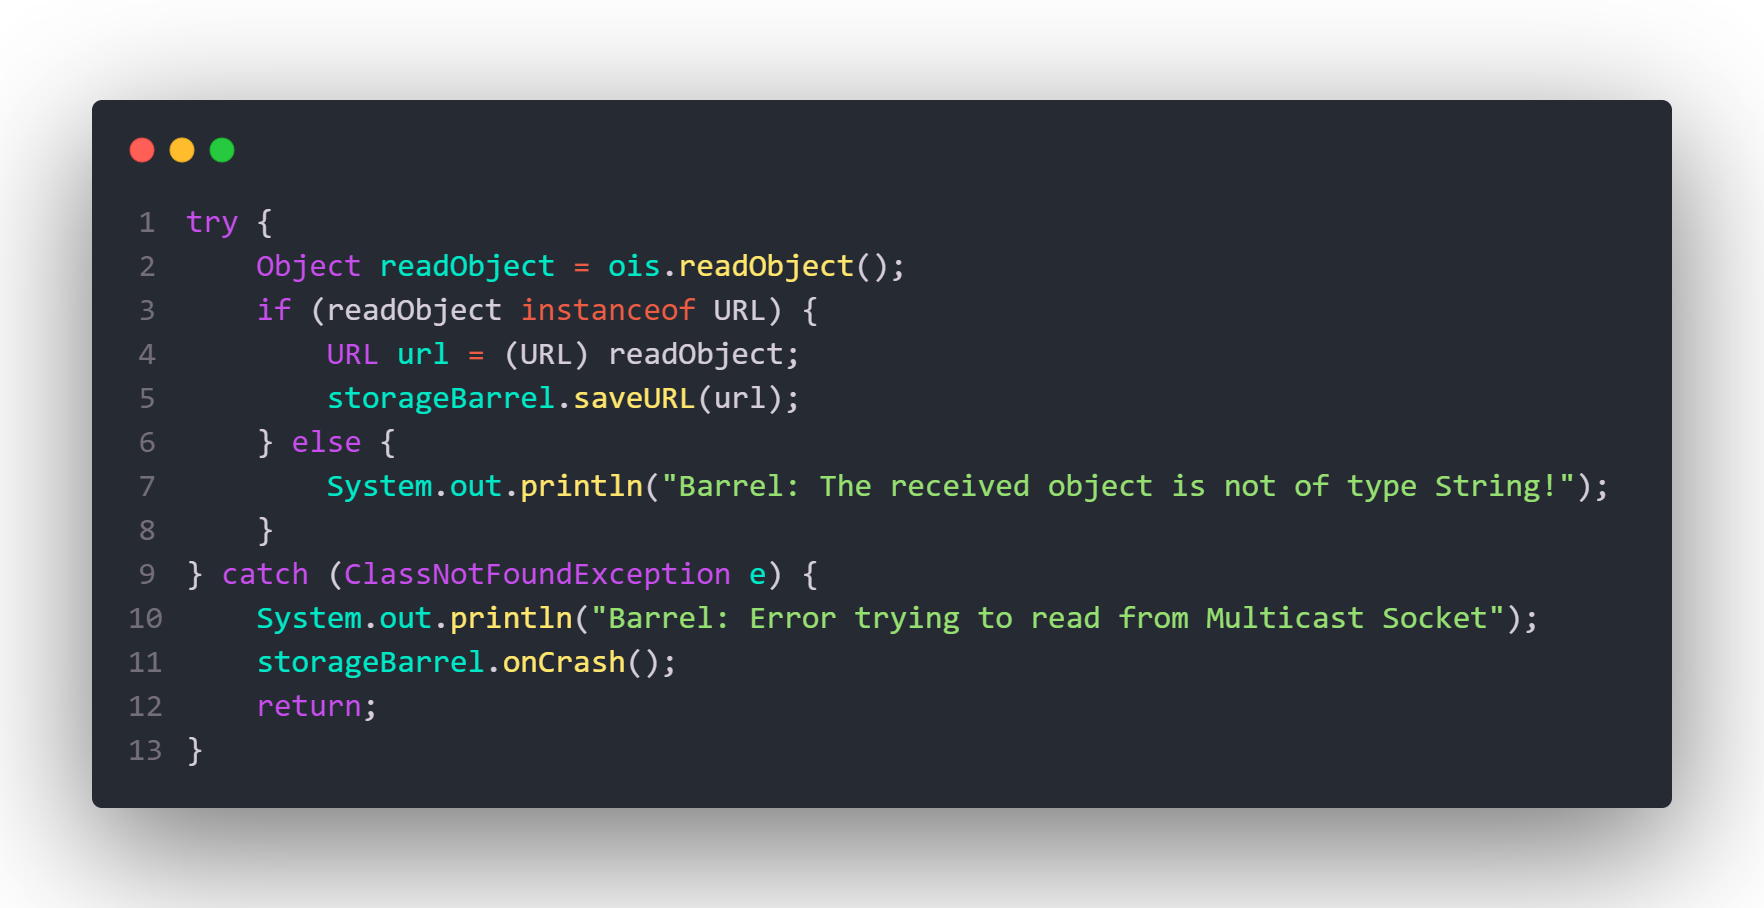 1 try {
2     Object readObject = ois.readObject();
3     if (readObject instanceof URL) {
4         URL url = (URL) readObject;
5         storageBarrel.saveURL(url);
6     } else {
7         System.out.println("Barrel: The received object is not of type String!");
8     }
9 } catch (ClassNotFoundException e) {
10     System.out.println("Barrel: Error trying to read from Multicast Socket");
11     storageBarrel.onCrash();
12     return;
13 }